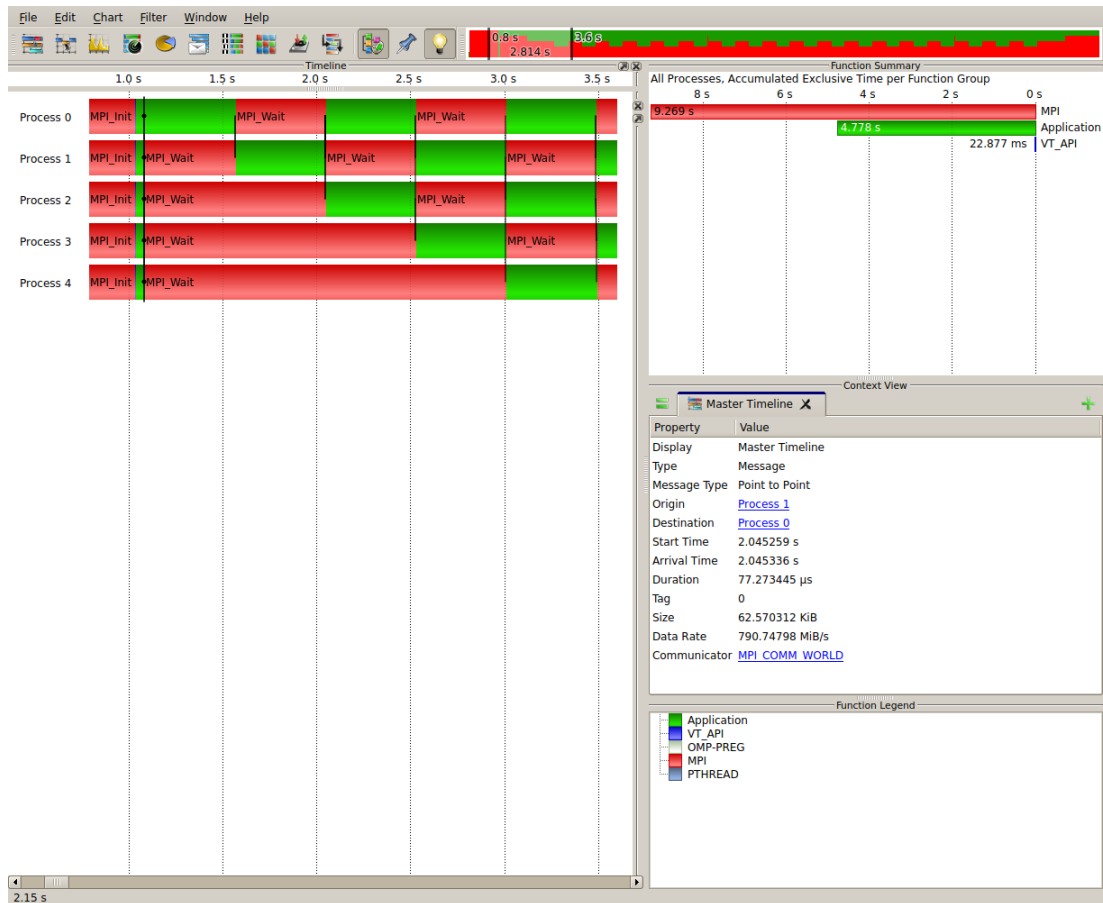 File Edit Chart Filter Window Help
0.8 s 3.6 s
2.814 s
Timeline
1.0 s 1.5 s 2.0 s 2.5 s 3.0 s 3.5 s
Process 0 MPI_Init MPI_Wait MPI_Wait
Process 1 MPI_Init MPI_Wait MPI_Wait MPI_Wait
Process 2 MPI_Init MPI_Wait MPI_Wait
Process 3 MPI_Init MPI_Wait MPI_Wait
Process 4 MPI_Init MPI_Wait
2.15 s
Function Summary
All Processes, Accumulated Exclusive Time per Function Group
8 s 6 s 4 s 2 s 0 s
9.269 s MPI
4.778 s Application
22.877 ms VT_API
Context View
Master Timeline
Property Value
Display Master Timeline
Type Message
Message Type Point to Point
Origin Process 1
Destination Process 0
Start Time 2.045259 s
Arrival Time 2.045336 s
Duration 77.273445 μs
Tag 0
Size 62.570312 KiB
Data Rate 790.74798 MiB/s
Communicator MPI_COMM_WORLD
Function Legend
Application
VT_API
OMP-PREG
MPI
PTHREAD